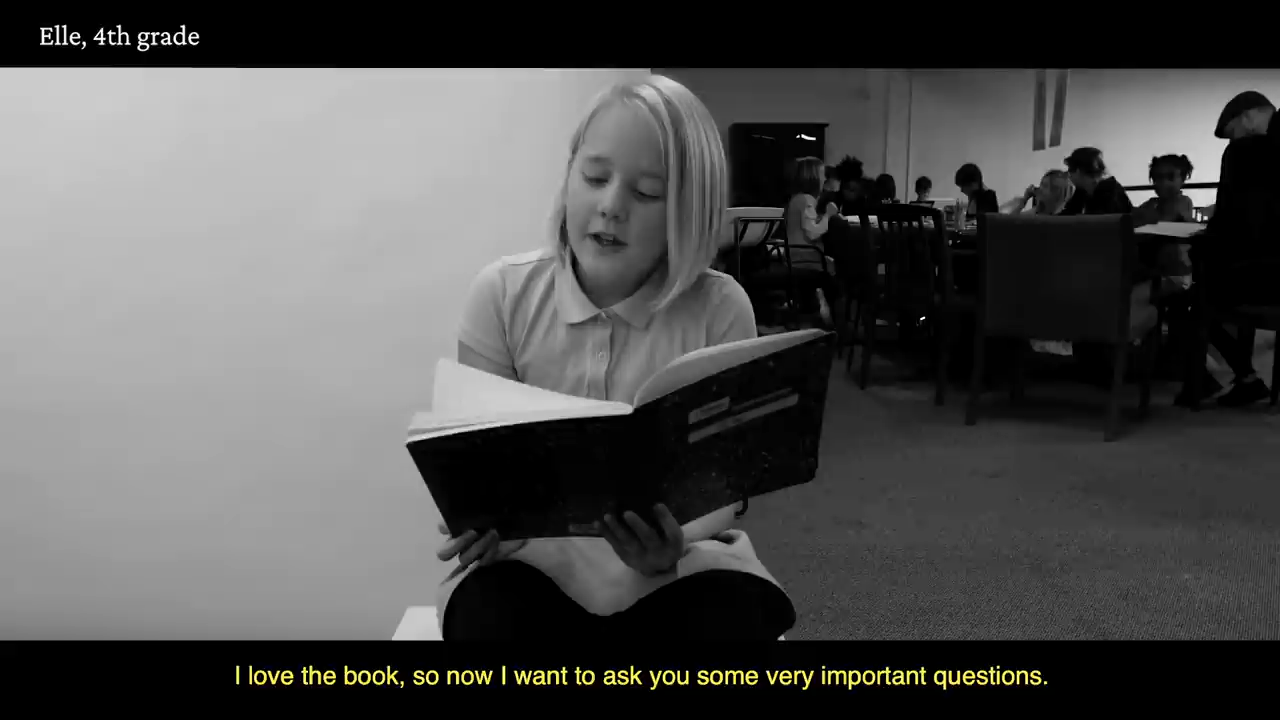 Elle, 4th grade
I love the book, so now I want to ask you some very important questions.